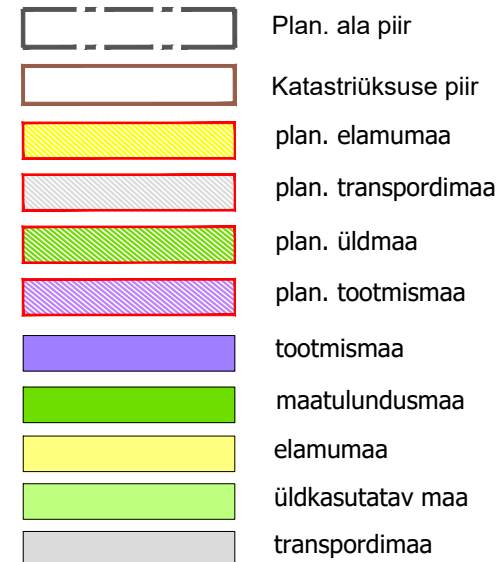 Plan. ala piir
Katastriüksuse piir
plan. elamumaa
plan. transpordimaa
plan. üldmaa
plan. tootmismaa
tootmismaa
maatulundusmaa
elamumaa
üldkasutatav maa
transpordimaa